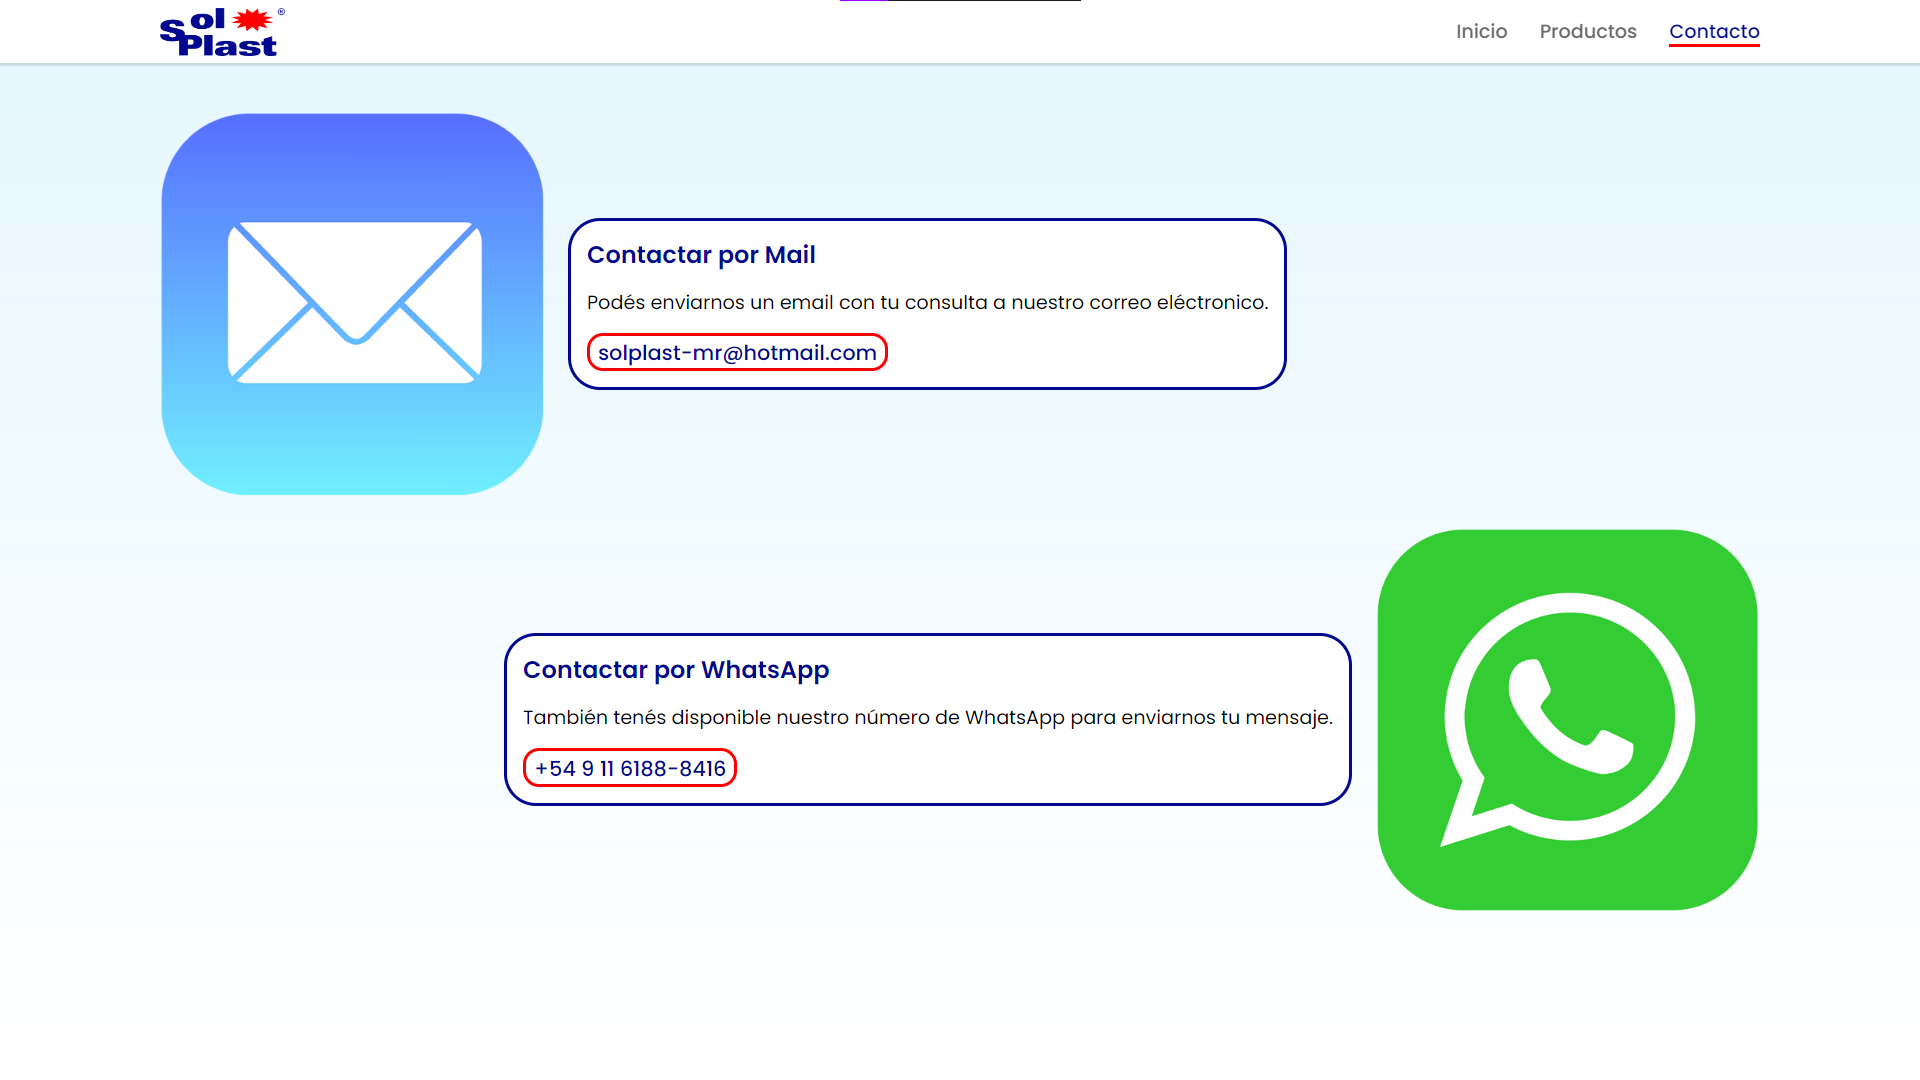 Sol ®
Plast
Inicio Productos Contacto
Contactar por Mail
Podés enviarnos un email con tu consulta a nuestro correo eléctronico.
solplast-mr@hotmail.com
Contactar por WhatsApp
También tenés disponible nuestro número de WhatsApp para enviarnos tu mensaje.
+54 9 11 6188-8416